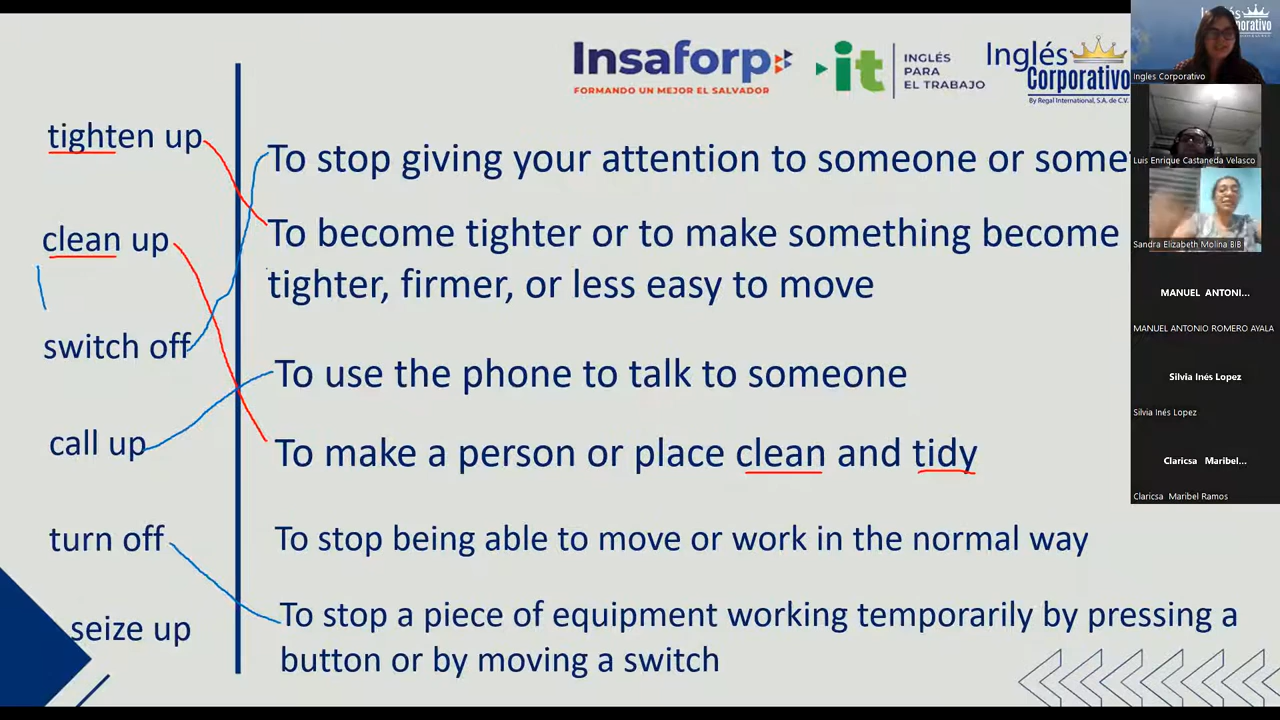 Insaforp
FORMANDO UN MEJOR EL SALVADOR
it
INGLÉS
PARA
EL TRABAJO
Inglés
Corporativo
By Regal International, S.A. de C.V.
tighten up
clean up
switch off
call up
turn off
seize up
To stop giving your attention to someone or some
To become tighter or to make something become
tighter, firmer, or less easy to move
To use the phone to talk to someone
To make a person or place clean and tidy
To stop being able to move or work in the normal way
To stop a piece of equipment working temporarily by pressing a
button or by moving a switch
Ingles Corporativo
Luis Enrique Castaneda Velasco
Sandra Elizabeth Molina BIB
MANUEL ANTONI...
MANUEL ANTONIO ROMERO AYALA
Silvia Inés Lopez
Silvia Inés Lopez
Claricsa Maribel...
Claricsa Maribel Ramos